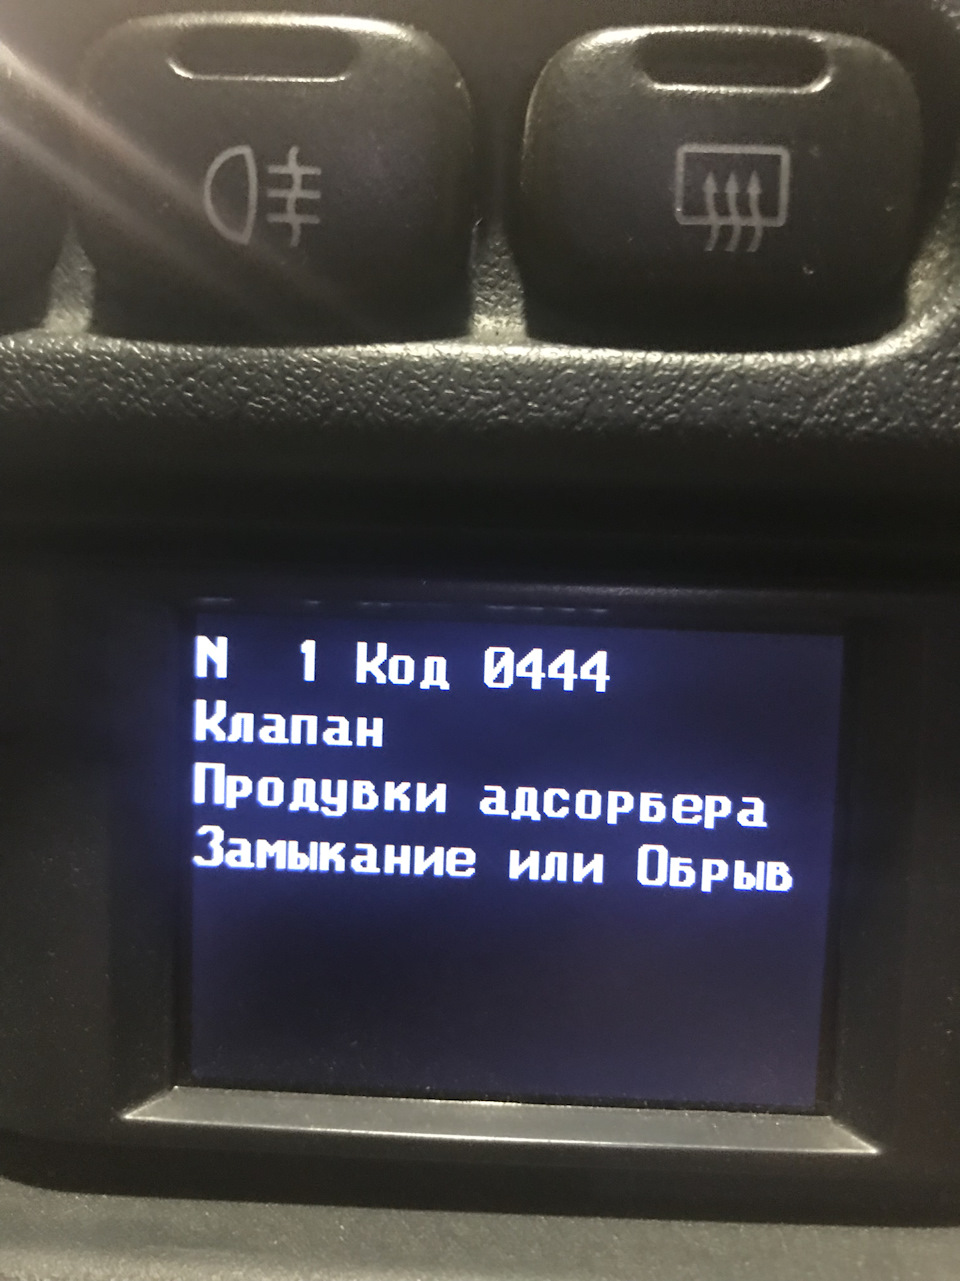 N 1 Код 0444
Клапан
Продувки адсорбера
Замыкание или Обрыв